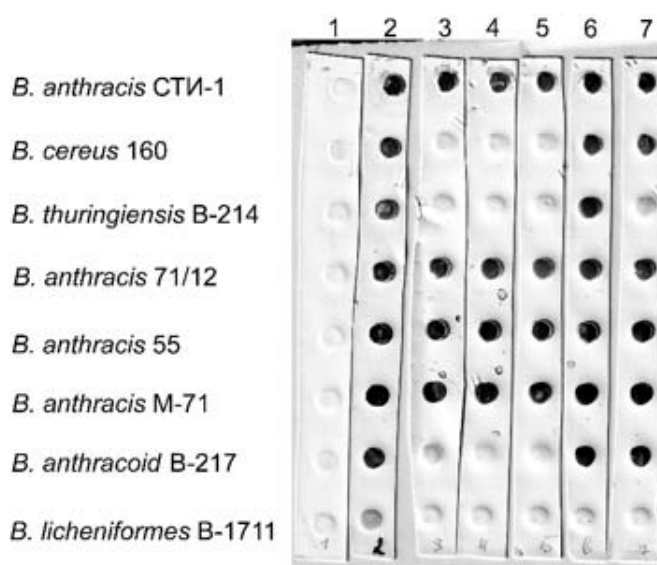 1 2 3 4 5 6 7
B. anthracis СТИ-1
B. cereus 160
B. thuringiensis B-214
B. anthracis 71/12
B. anthracis 55
B. anthracis M-71
B. anthracoid B-217
B. licheniformes B-1711
1 2 3 4 5 6 7